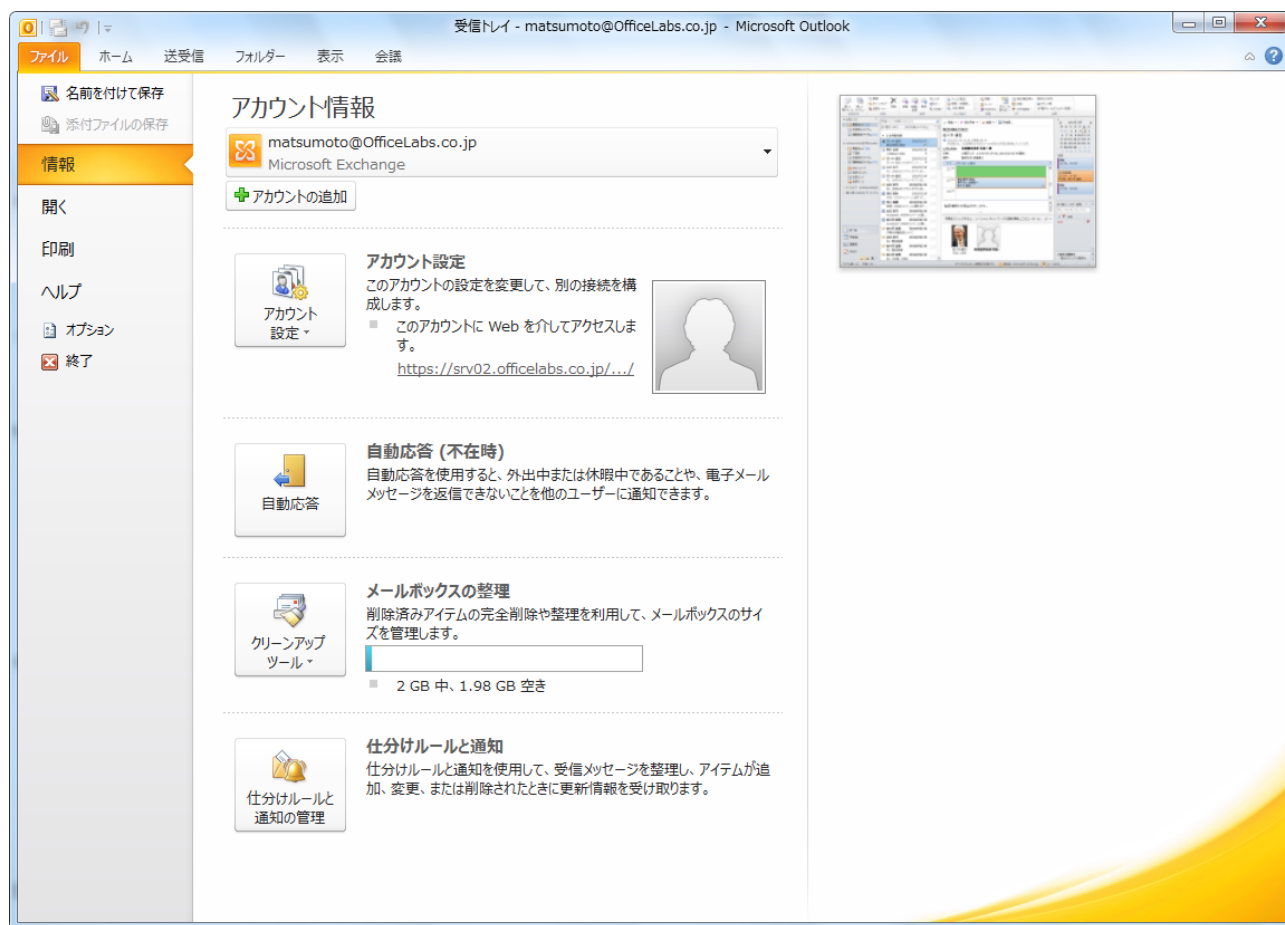 受信トレイ - matsumoto@OfficeLabs.co.jp - Microsoft Outlook
ファイル ホーム 送受信 フォルダー 表示 会議
名前を付けて保存
添付ファイルの保存
情報
開く
印刷
ヘルプ
オプション
終了
アカウント情報
matsumoto@OfficeLabs.co.jp
Microsoft Exchange
アカウントの追加
アカウント
設定
アカウント設定
このアカウントの設定を変更して、別の接続を構
成します。
このアカウントに Web を介してアクセスしま
す。
https://srv02.officelabs.co.jp/.../
自動応答
自動応答 (不在時)
自動応答を使用すると、外出中または休暇中であることや、電子メール
メッセージを返信できないことを他のユーザーに通知できます。
クリーンアップ
ツール
メールボックスの整理
削除済みアイテムの完全削除や整理を利用して、メールボックスのサイ
ズを管理します。
2 GB 中、1.98 GB 空き
仕分けルールと
通知の管理
仕分けルールと通知
仕分けルールと通知を使用して、受信メッセージを整理し、アイテムが追
加、変更、または削除されたときに更新情報を受け取ります。